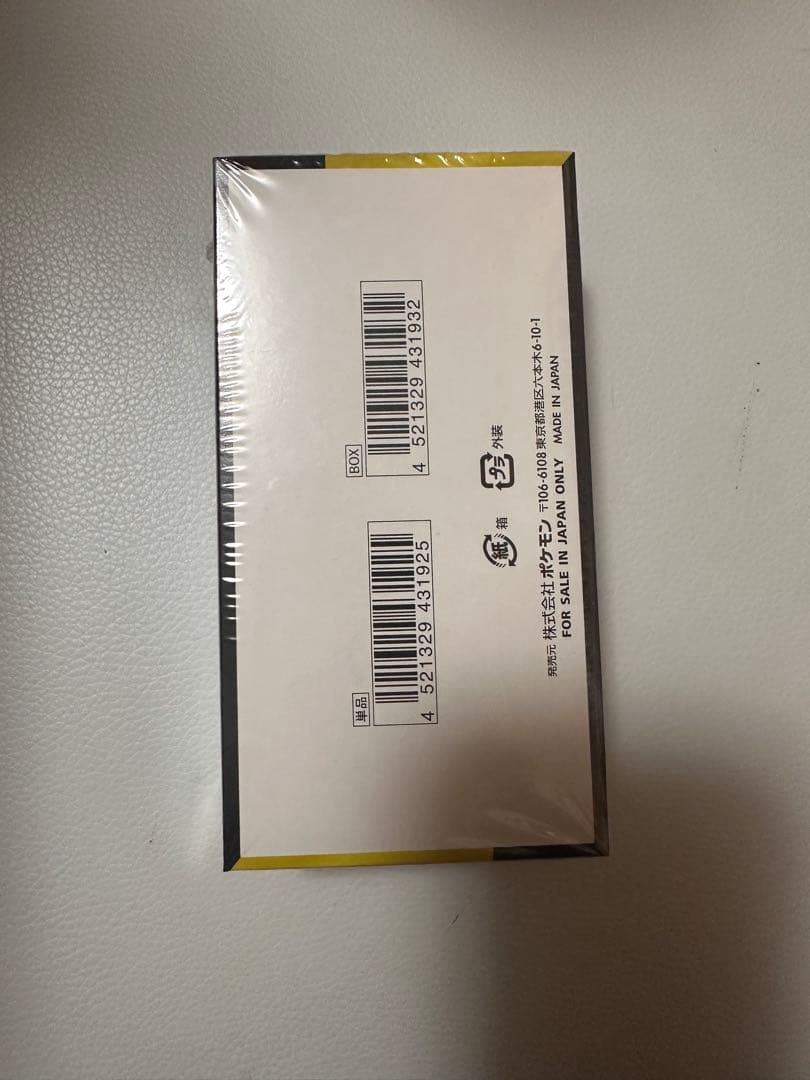 BOX
4 521329 431932
単品
4 521329 431925
プラ 外装
紙 箱
発売元 株式会社 ポケモン 〒106-6108 東京都港区六本木6-10-1
FOR SALE IN JAPAN ONLY MADE IN JAPAN